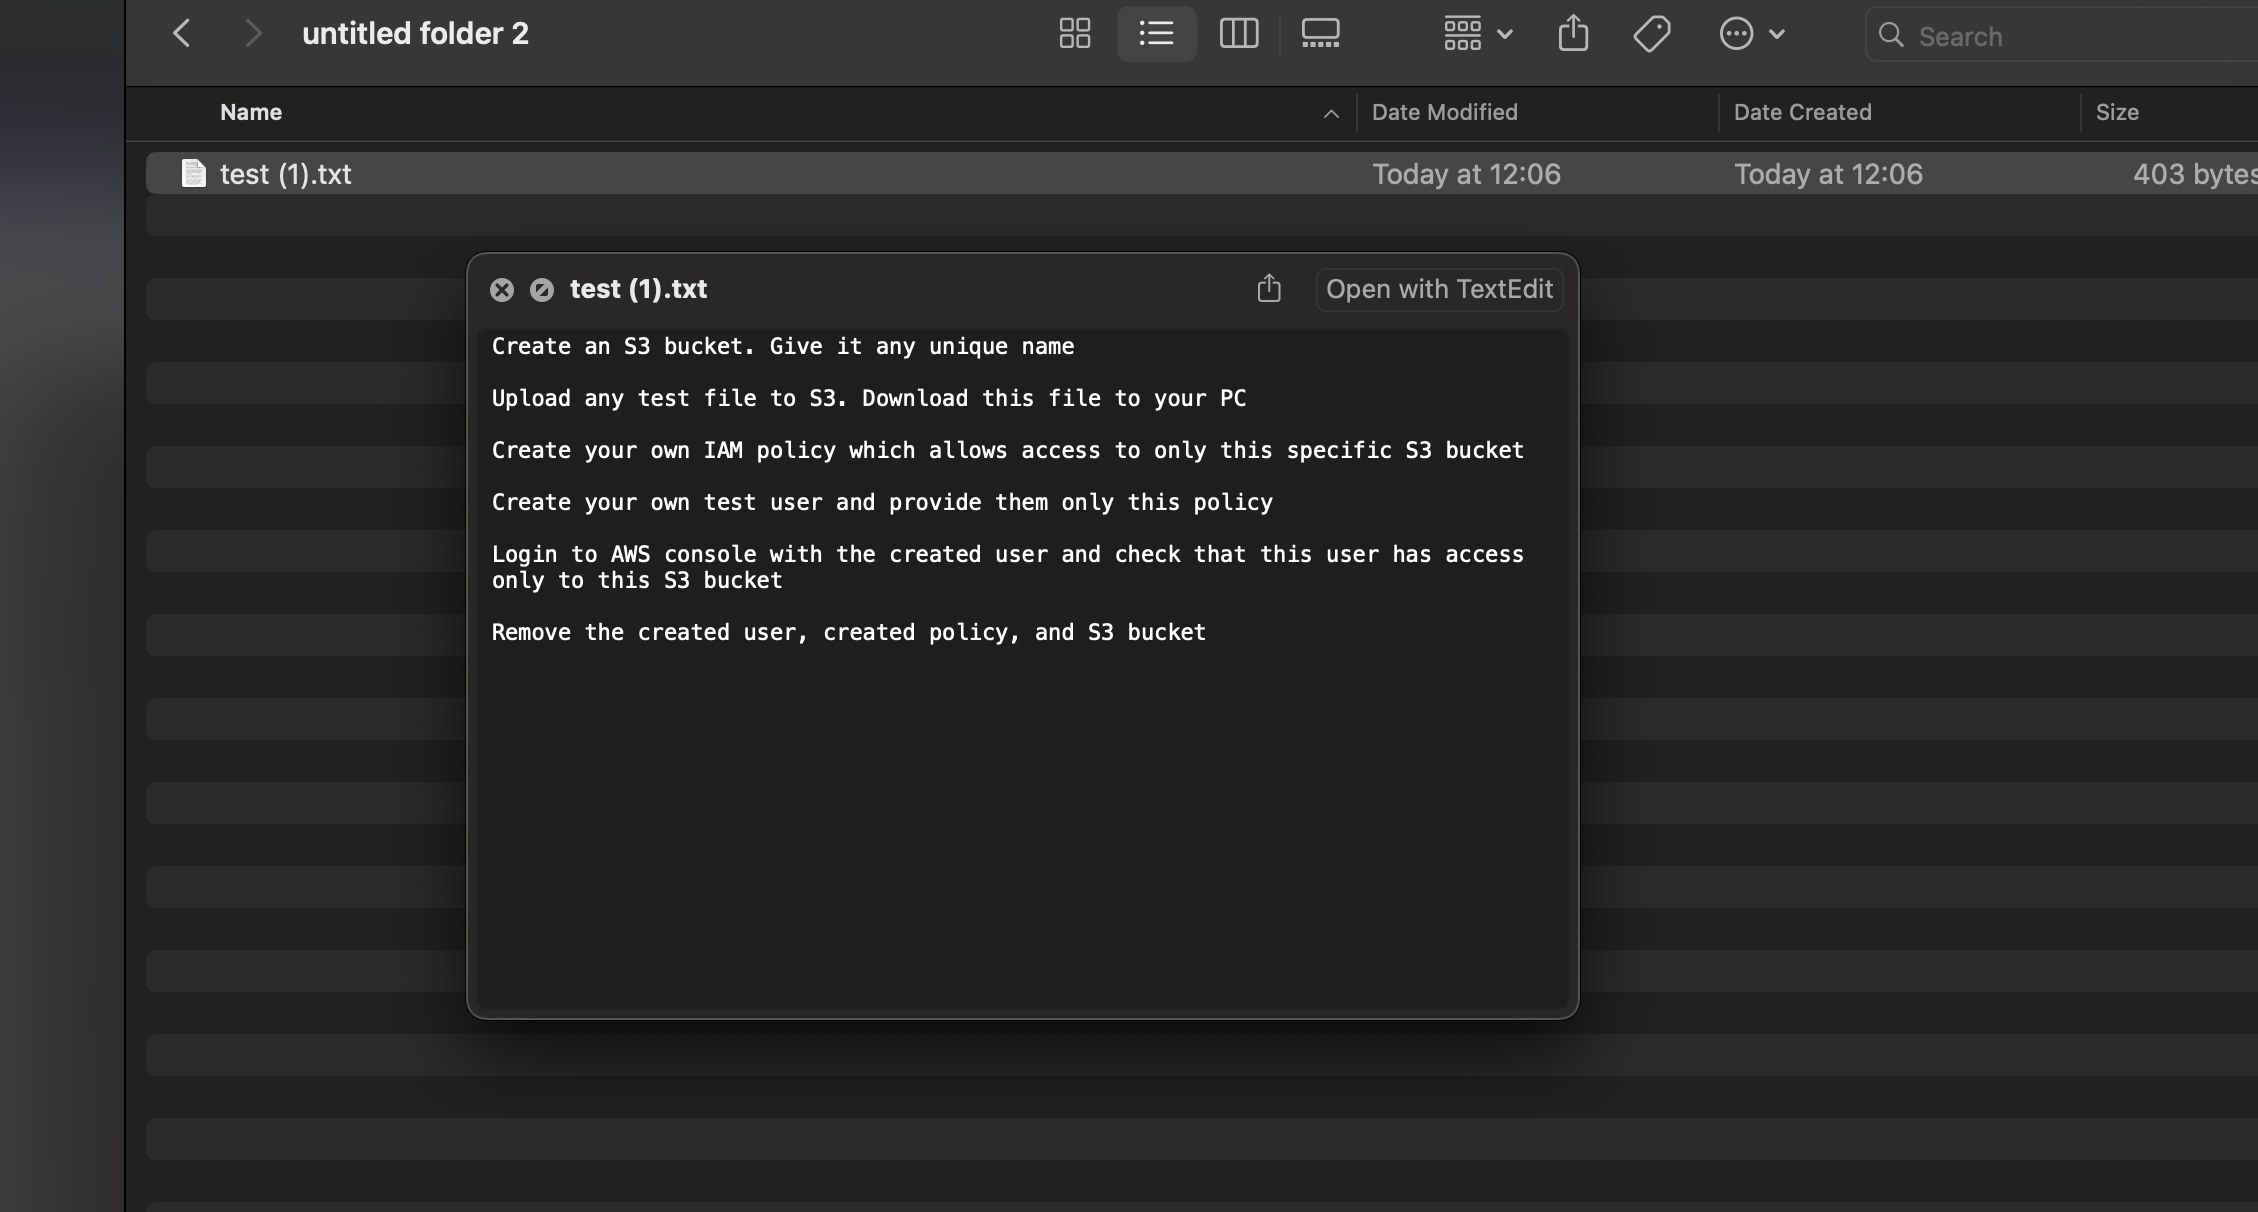 untitled folder 2
Search
Name Date Modified Date Created Size
test (1).txt Today at 12:06 Today at 12:06 403 bytes
test (1).txt Open with TextEdit
Create an S3 bucket. Give it any unique name
Upload any test file to S3. Download this file to your PC
Create your own IAM policy which allows access to only this specific S3 bucket
Create your own test user and provide them only this policy
Login to AWS console with the created user and check that this user has access
only to this S3 bucket
Remove the created user, created policy, and S3 bucket